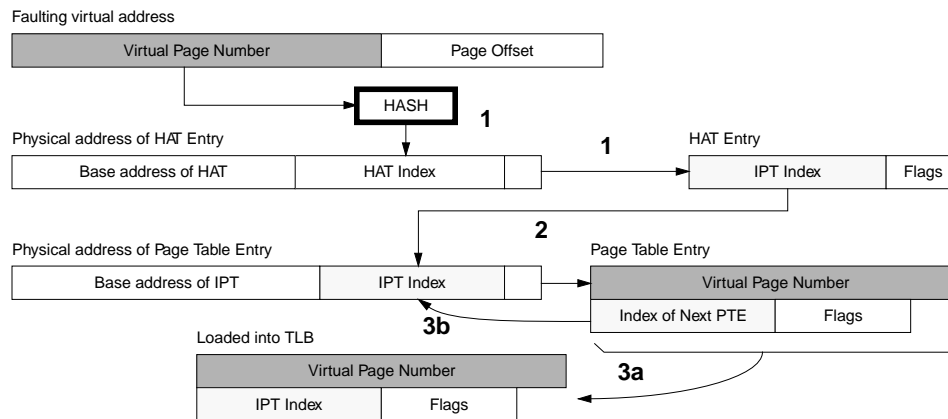 Faulting virtual address
Virtual Page Number
Page Offset
HASH
1
Physical address of HAT Entry
1
HAT Entry
Base address of HAT
HAT Index
IPT Index
Flags
2
Physical address of Page Table Entry
Page Table Entry
Base address of IPT
IPT Index
Virtual Page Number
Index of Next PTE
Flags
3b
Loaded into TLB
3a
Virtual Page Number
IPT Index
Flags